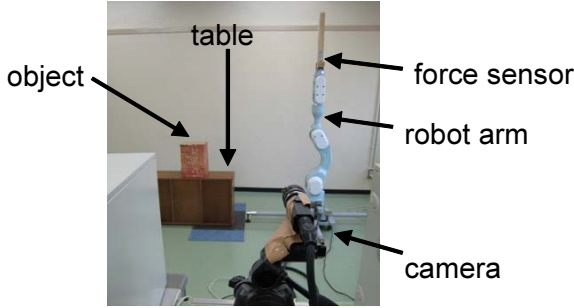 table
object
force sensor
robot arm
camera